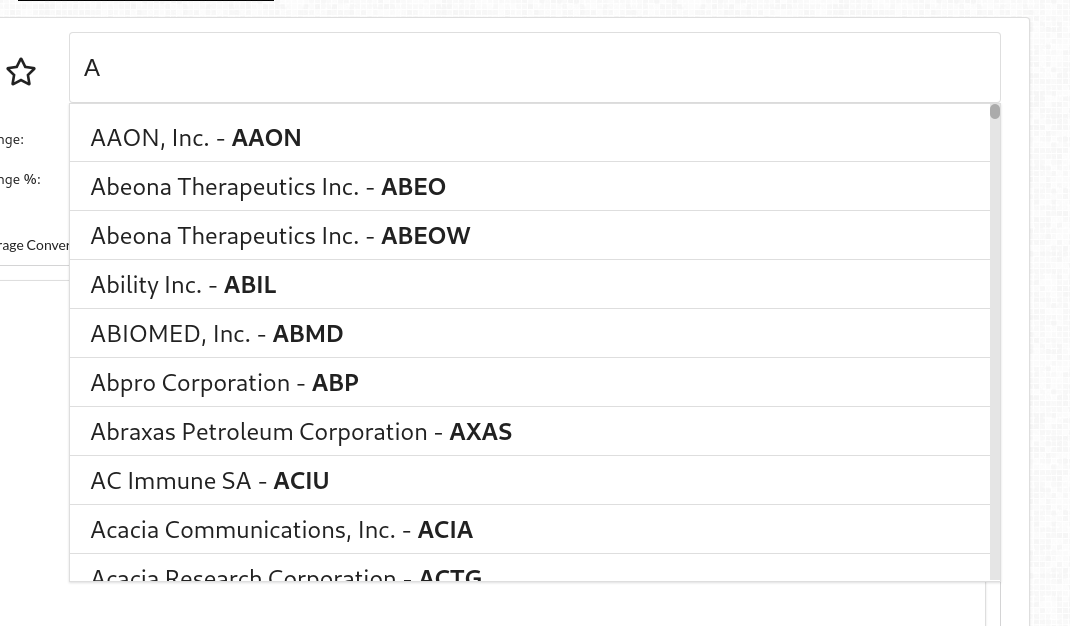 A
AAON, Inc. - AAON
nge:
Abeona Therapeutics Inc. - ABEO
nge %:
Abeona Therapeutics Inc. - ABEOW
rage Conver
Ability Inc. - ABIL
ABIOMED, Inc. - ABMD
Abpro Corporation - ABP
Abraxas Petroleum Corporation - AXAS
AC Immune SA - ACIU
Acacia Communications, Inc. - ACIA
Acacia Research Corporation - ACTG